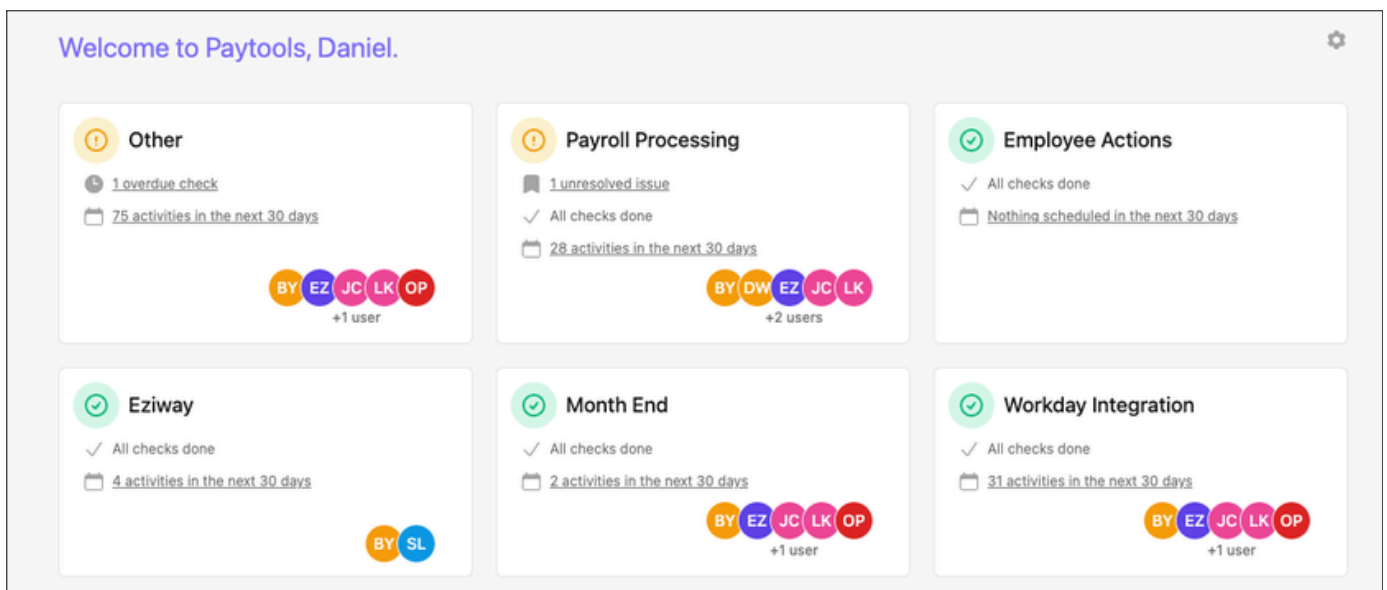 Welcome to Paytools, Daniel.
Other
1 overdue check
75 activities in the next 30 days
BY EZ JC LK OP
+1 user
Payroll Processing
1 unresolved issue
All checks done
28 activities in the next 30 days
BY DW EZ JC LK
+2 users
Employee Actions
All checks done
Nothing scheduled in the next 30 days
Eziway
All checks done
4 activities in the next 30 days
BY SL
Month End
All checks done
2 activities in the next 30 days
BY EZ JC LK OP
+1 user
Workday Integration
All checks done
31 activities in the next 30 days
BY EZ JC LK OP
+1 user